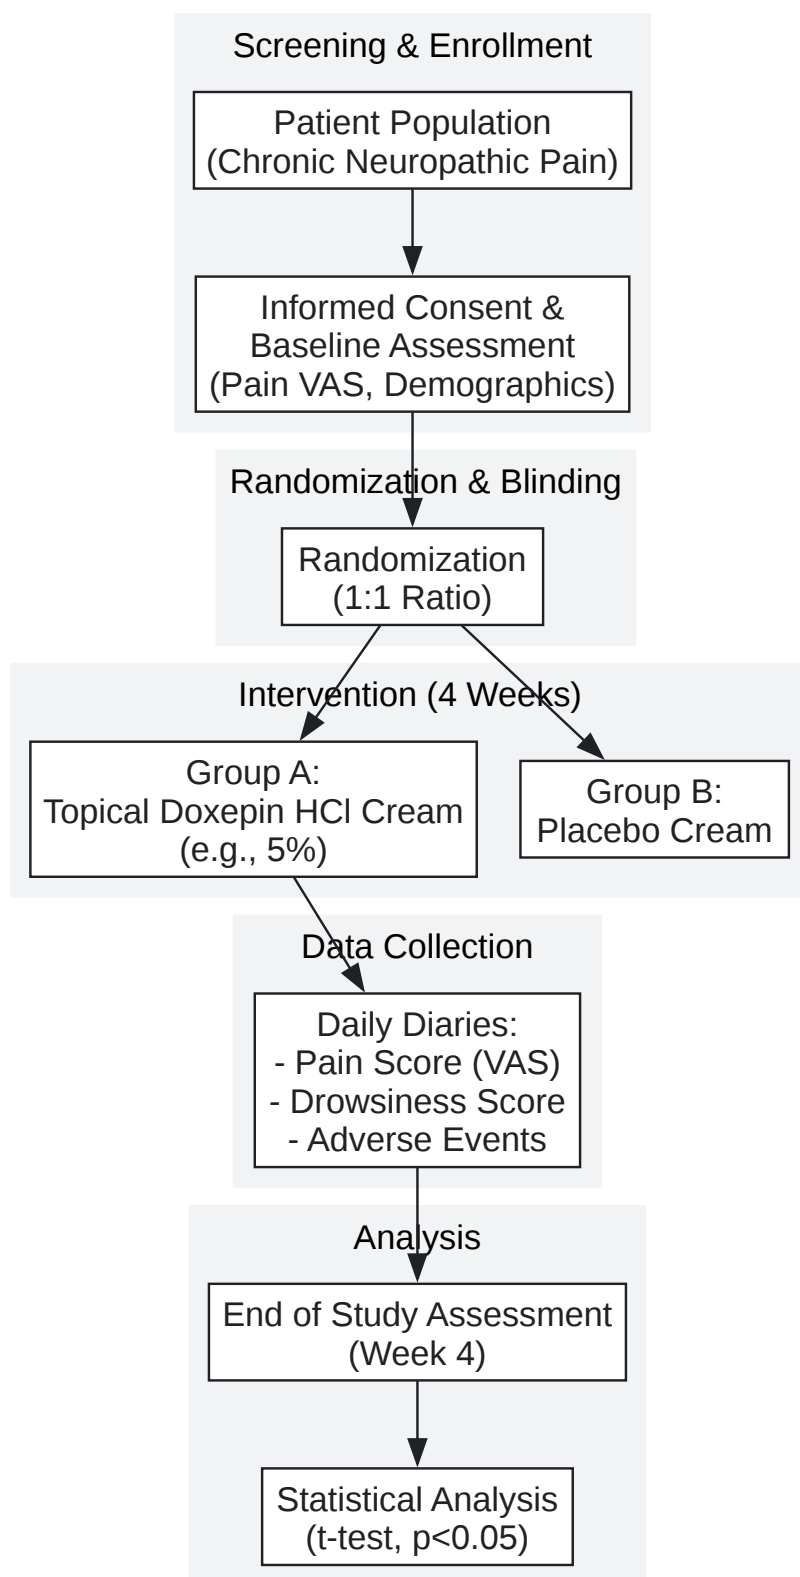 Screening & Enrollment
Patient Population
(Chronic Neuropathic Pain)
Informed Consent &
Baseline Assessment
(Pain VAS, Demographics)
Randomization & Blinding
Randomization
(1:1 Ratio)
Intervention (4 Weeks)
Group A:
Topical Doxepin HCl Cream
(e.g., 5%)
Group B:
Placebo Cream
Data Collection
Daily Diaries:
- Pain Score (VAS)
- Drowsiness Score
- Adverse Events
Analysis
End of Study Assessment
(Week 4)
Statistical Analysis
(t-test, p<0.05)